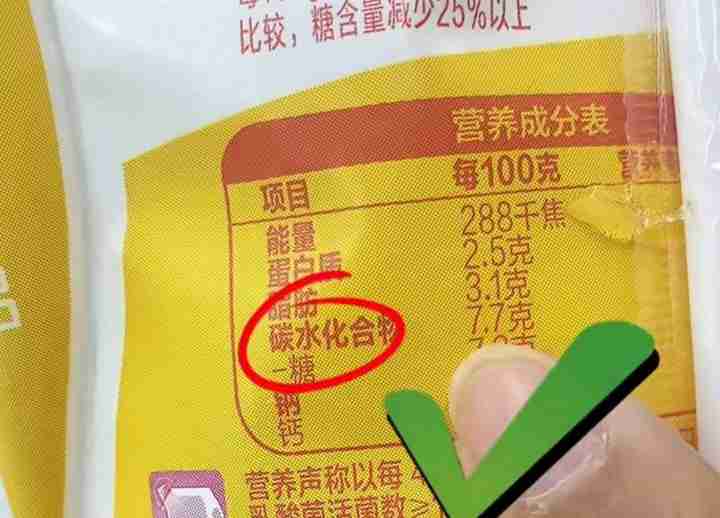 比较，糖含量减少25%以上
营养成分表
项目 每100克 营养
能量 288千焦
蛋白质 2.5克
脂肪 3.1克
碳水化合物 7.7克
-糖
钠
钙
营养声称以每
乳酸菌活菌数≥